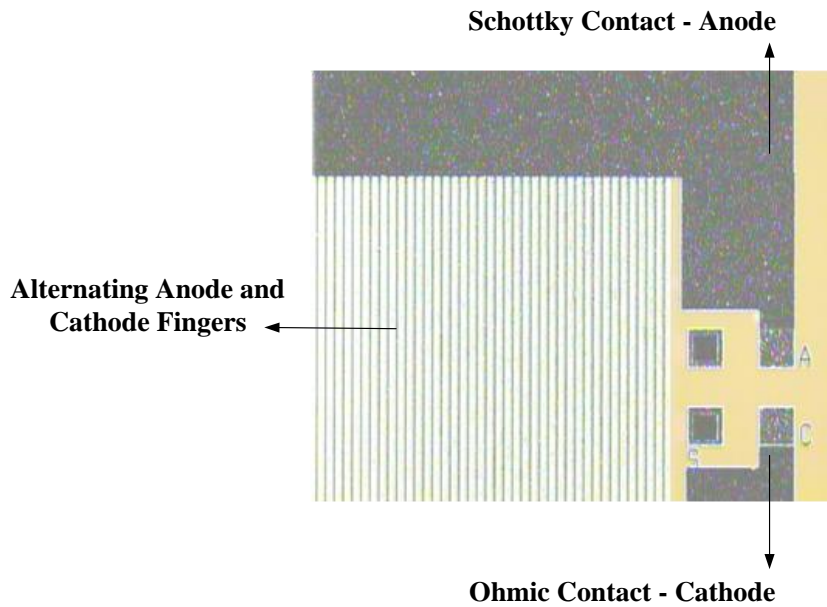 Schottky Contact - Anode
Alternating Anode and
Cathode Fingers
A
C
S
Ohmic Contact - Cathode